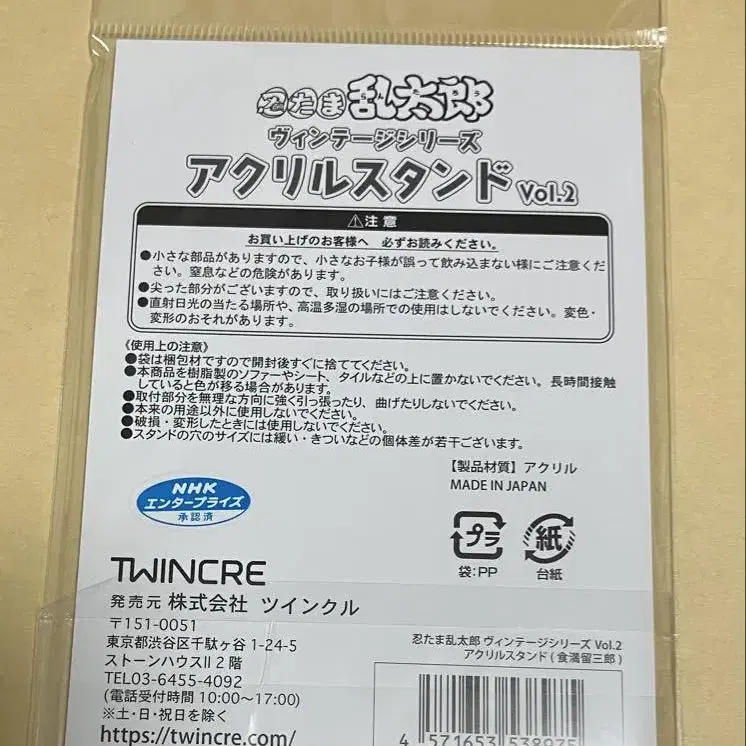 忍たま乱太郎
ヴィンテージシリーズ
アクリルスタンド Vol.2
⚠注意
お買い上げのお客様へ 必ずお読みください。
●小さな部品がありますので、小さなお子様が誤って飲み込まない様にご注意くだ
さい。窒息などの危険があります。
●尖った部分がございますので、取り扱いにはご注意ください。
●直射日光の当たる場所や、高温多湿の場所での使用はしないでください。変色・
変形のおそれがあります。
《使用上の注意》
●袋は梱包材ですので開封後すぐに捨ててください。
●本商品を樹脂製のソファーやシート、タイルなどの上に置かないでください。長時間接触
していると色が移る場合があります。
●取付部分を無理な方向に強く引っ張ったり、曲げたりしないでください。
●本来の用途以外に使用しないでください。
●破損・変形したときには使用しないでください。
●スタンドの穴のサイズには緩い・きついなどの個体差が若干ございます。
【製品材質】アクリル
MADE IN JAPAN
NHK
エンタープライズ
承認済
プラ
袋:PP
紙
台紙
TWINCRE
発売元 株式会社 ツインクル
〒151-0051
東京都渋谷区千駄ヶ谷 1-24-5
ストーンハウスⅡ 2 階
TEL03-6455-4092
(電話受付時間 10:00〜17:00)
※土・日・祝日を除く
https://twincre.com/
忍たま乱太郎 ヴィンテージシリーズ Vol.2
アクリルスタンド ( 食満留三郎 )
4 571653 538975